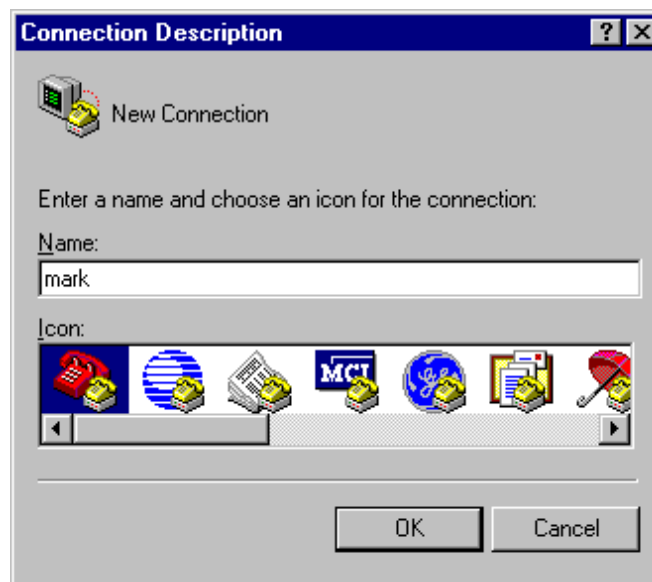 Connection Description
New Connection
Enter a name and choose an icon for the connection:
Name:
mark
Icon:
MCI
OK Cancel